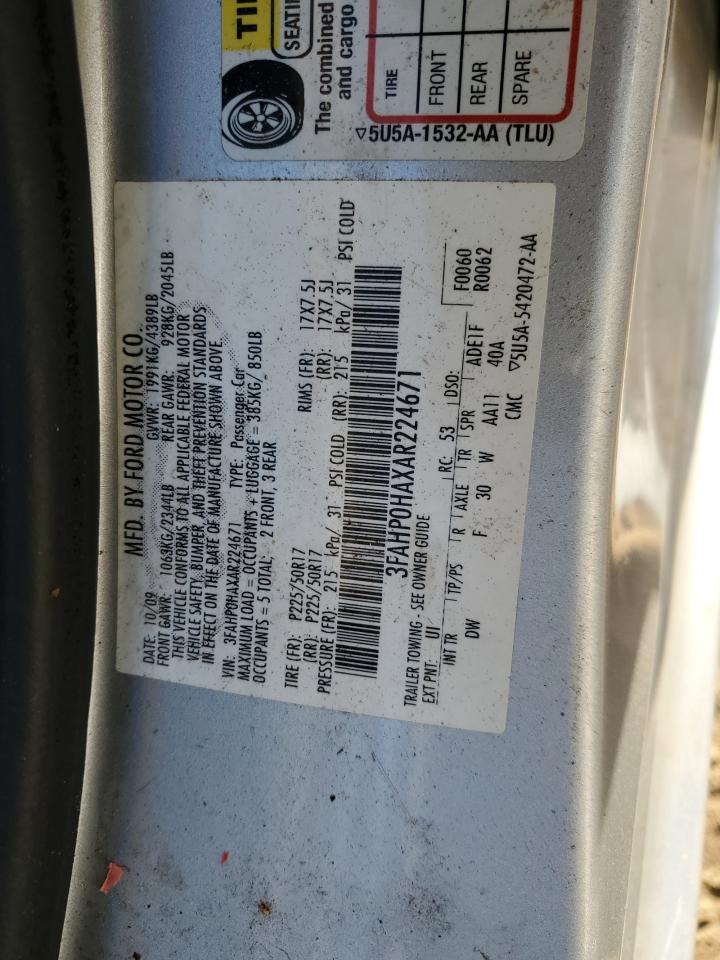 TI
SEATIN
The combined
and cargo
TIRE
FRONT
REAR
SPARE
▽5U5A-1532-AA (TLU)
MFD. BY FORD MOTOR CO.
DATE: 10/09 GVWR: 1991KG/4389LB
FRONT GAWR: 1063KG/2344LB REAR GAWR: 928KG/2045LB
THIS VEHICLE CONFORMS TO ALL APPLICABLE FEDERAL MOTOR
VEHICLE SAFETY, BUMPER, AND THEFT PREVENTION STANDARDS
IN EFFECT ON THE DATE OF MANUFACTURE SHOWN ABOVE.
VIN: 3FAHP0HAXAR224671 TYPE: Passenger Car
MAXIMUM LOAD = OCCUPANTS + LUGGAGE = 385KG/ 850LB
OCCUPANTS = 5 TOTAL; 2 FRONT, 3 REAR
TIRE (FR): P225/50R17 RIMS (FR): 17X7.5J
(RR): P225/50R17 (RR): 17X7.5J
PRESSURE (FR): 215 kPa/ 31 PSI COLD (RD): 215 kPa/ 31 PSI COLD
3FAHP0HAXAR224671
TRAILER TOWING - SEE OWNER GUIDE F0060
EXT PNT: UI RC: 53 DSO: R0062
INT TR TP/PS R AXLE TR SPR ADE1F
DW F 30 W AA11 40A
CMC ▽5U5A-5420472-AA